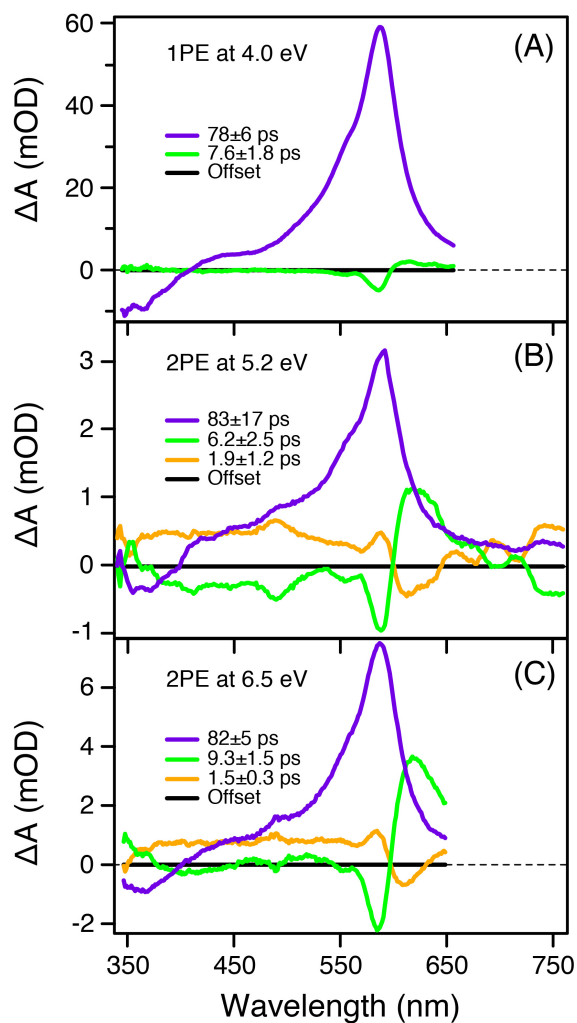 60
(A)
1PE at 4.0 eV
40
ΔA (mOD)
78±6 ps
7.6±1.8 ps
Offset
20
0
(B)
3
2PE at 5.2 eV
2
ΔA (mOD)
83±17 ps
6.2±2.5 ps
1.9±1.2 ps
Offset
1
0
-1
(C)
2PE at 6.5 eV
6
ΔA (mOD)
82±5 ps
9.3±1.5 ps
1.5±0.3 ps
Offset
4
2
0
-2
350 450 550 650 750
Wavelength (nm)